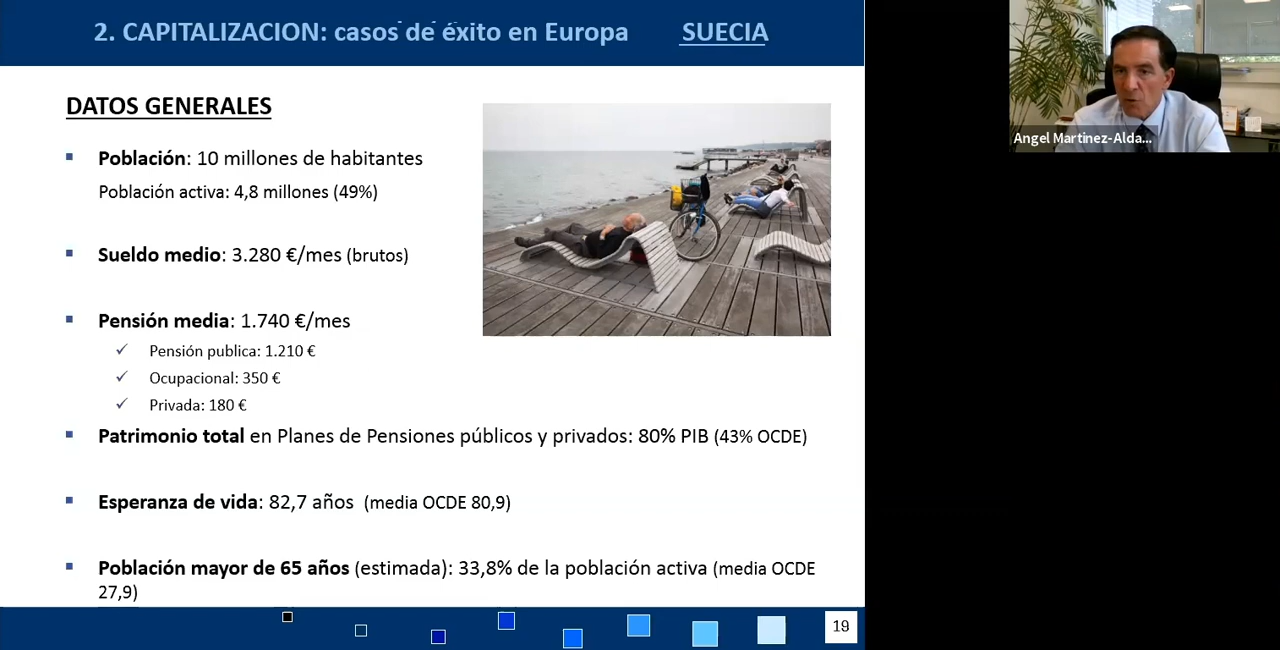 2. CAPITALIZACION: casos de éxito en Europa SUECIA
DATOS GENERALES
Población: 10 millones de habitantes
Población activa: 4,8 millones (49%)
Sueldo medio: 3.280 €/mes (brutos)
Pensión media: 1.740 €/mes
Pensión publica: 1.210 €
Ocupacional: 350 €
Privada: 180 €
Patrimonio total en Planes de Pensiones públicos y privados: 80% PIB (43% OCDE)
Esperanza de vida: 82,7 años (media OCDE 80,9)
Población mayor de 65 años (estimada): 33,8% de la población activa (media OCDE
27,9)
19
Angel Martinez-Alda...